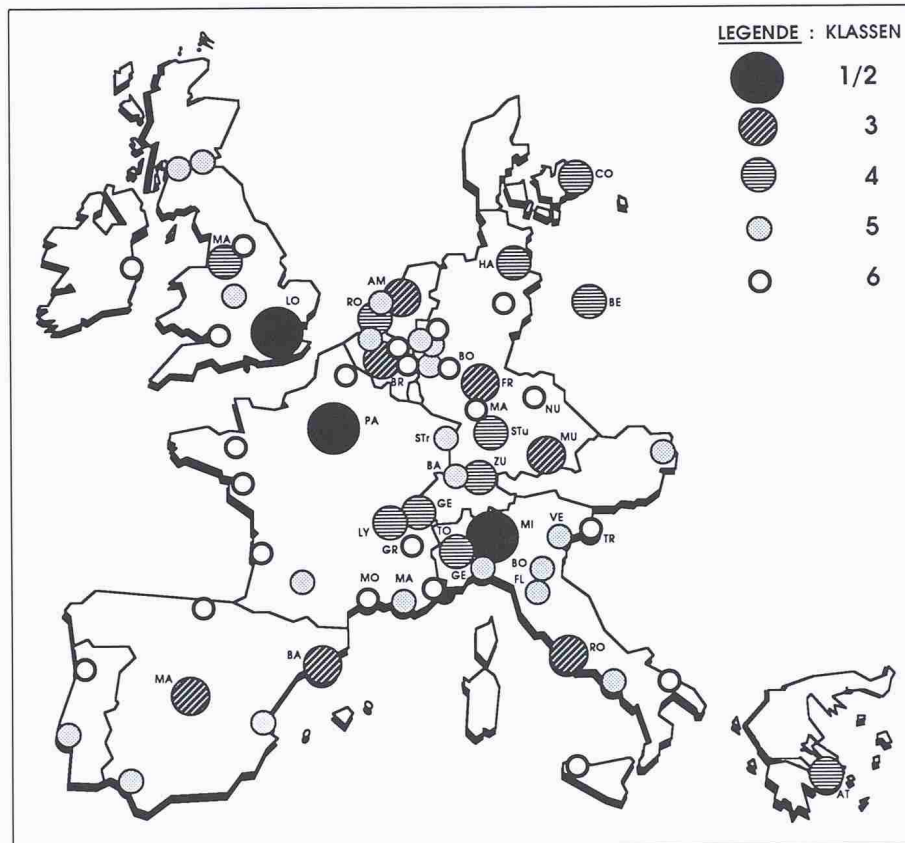 LEGENDE : KLASSEN
1/2
3
4
5
6
CO
MA
HA
LO
AM
RO
BE
BR
BO
FR
MA
NU
PA
STr
STu
MU
BA
ZU
GE
LY
TO
MI
VE
GR
TR
GE
BO
FL
MO
MA
RO
BA
MA
AT